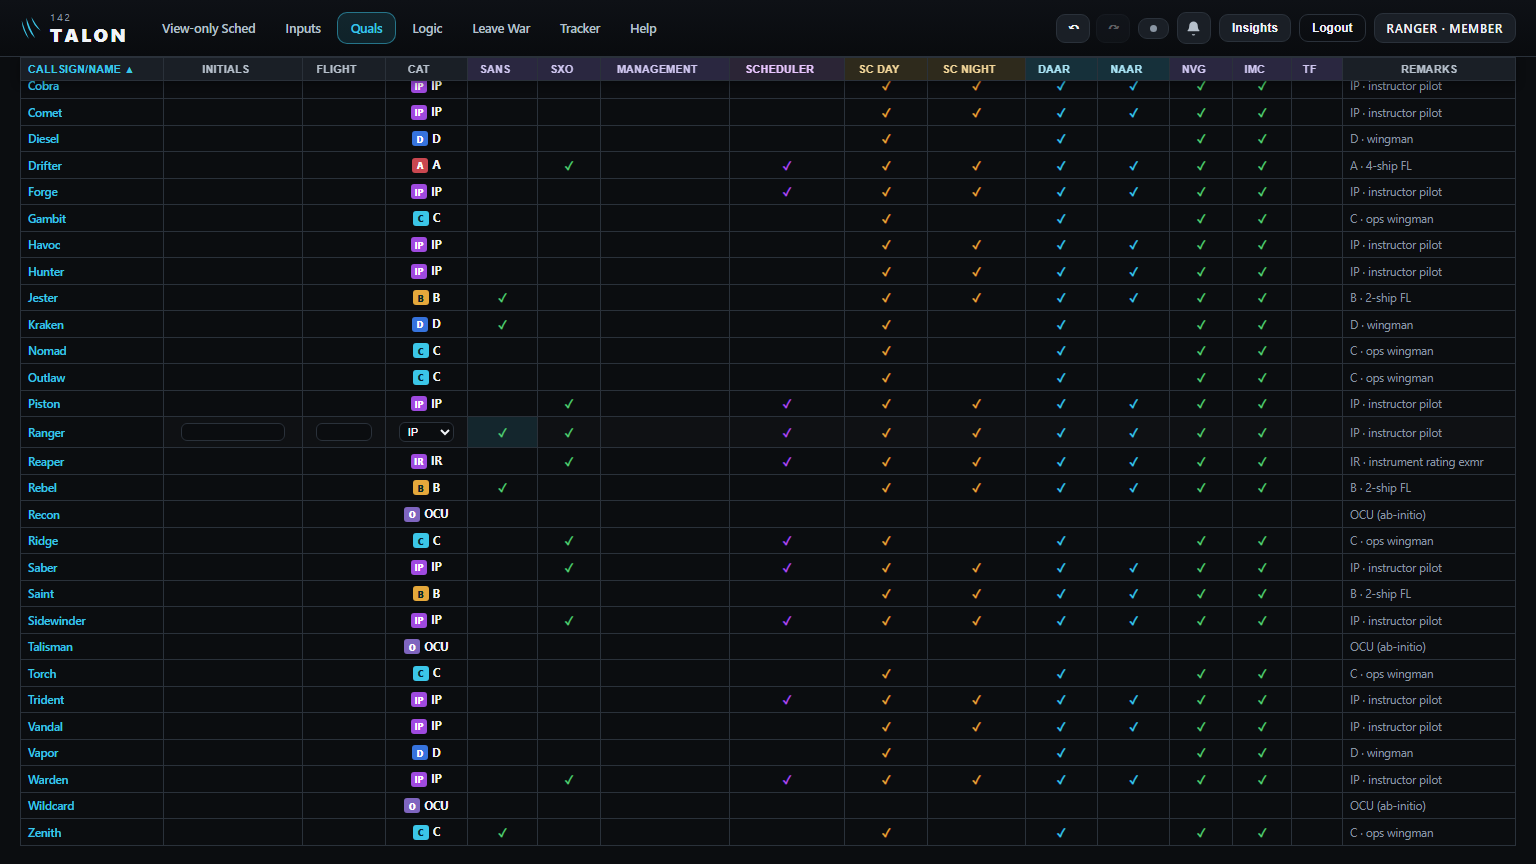 142
TALON
View-only Sched Inputs Quals Logic Leave War Tracker Help
Insights Logout RANGER · MEMBER
CALLSIGN/NAME ▲ INITIALS FLIGHT CAT SANS SXO MANAGEMENT SCHEDULER SC DAY SC NIGHT DAAR NAAR NVG IMC TF REMARKS
Cobra IP IP ✓ ✓ ✓ ✓ ✓ ✓ IP · instructor pilot
Comet IP IP ✓ ✓ ✓ ✓ ✓ ✓ IP · instructor pilot
Diesel D D ✓ ✓ ✓ ✓ D · wingman
Drifter A A ✓ ✓ ✓ ✓ ✓ ✓ ✓ ✓ A · 4-ship FL
Forge IP IP ✓ ✓ ✓ ✓ ✓ ✓ ✓ IP · instructor pilot
Gambit C C ✓ ✓ ✓ ✓ C · ops wingman
Havoc IP IP ✓ ✓ ✓ ✓ ✓ ✓ IP · instructor pilot
Hunter IP IP ✓ ✓ ✓ ✓ ✓ ✓ IP · instructor pilot
Jester B B ✓ ✓ ✓ ✓ ✓ ✓ ✓ B · 2-ship FL
Kraken D D ✓ ✓ ✓ ✓ ✓ D · wingman
Nomad C C ✓ ✓ ✓ ✓ C · ops wingman
Outlaw C C ✓ ✓ ✓ ✓ C · ops wingman
Piston IP IP ✓ ✓ ✓ ✓ ✓ ✓ ✓ ✓ IP · instructor pilot
Ranger IP ✓ ✓ ✓ ✓ ✓ ✓ ✓ ✓ ✓ IP · instructor pilot
Reaper IR IR ✓ ✓ ✓ ✓ ✓ ✓ ✓ ✓ IR · instrument rating exmr
Rebel B B ✓ ✓ ✓ ✓ ✓ ✓ ✓ B · 2-ship FL
Recon O OCU OCU (ab-initio)
Ridge C C ✓ ✓ ✓ ✓ ✓ ✓ C · ops wingman
Saber IP IP ✓ ✓ ✓ ✓ ✓ ✓ ✓ ✓ IP · instructor pilot
Saint B B ✓ ✓ ✓ ✓ ✓ ✓ B · 2-ship FL
Sidewinder IP IP ✓ ✓ ✓ ✓ ✓ ✓ ✓ ✓ IP · instructor pilot
Talisman O OCU OCU (ab-initio)
Torch C C ✓ ✓ ✓ ✓ C · ops wingman
Trident IP IP ✓ ✓ ✓ ✓ ✓ ✓ ✓ IP · instructor pilot
Vandal IP IP ✓ ✓ ✓ ✓ ✓ ✓ IP · instructor pilot
Vapor D D ✓ ✓ ✓ ✓ D · wingman
Warden IP IP ✓ ✓ ✓ ✓ ✓ ✓ ✓ ✓ IP · instructor pilot
Wildcard O OCU OCU (ab-initio)
Zenith C C ✓ ✓ ✓ ✓ ✓ C · ops wingman